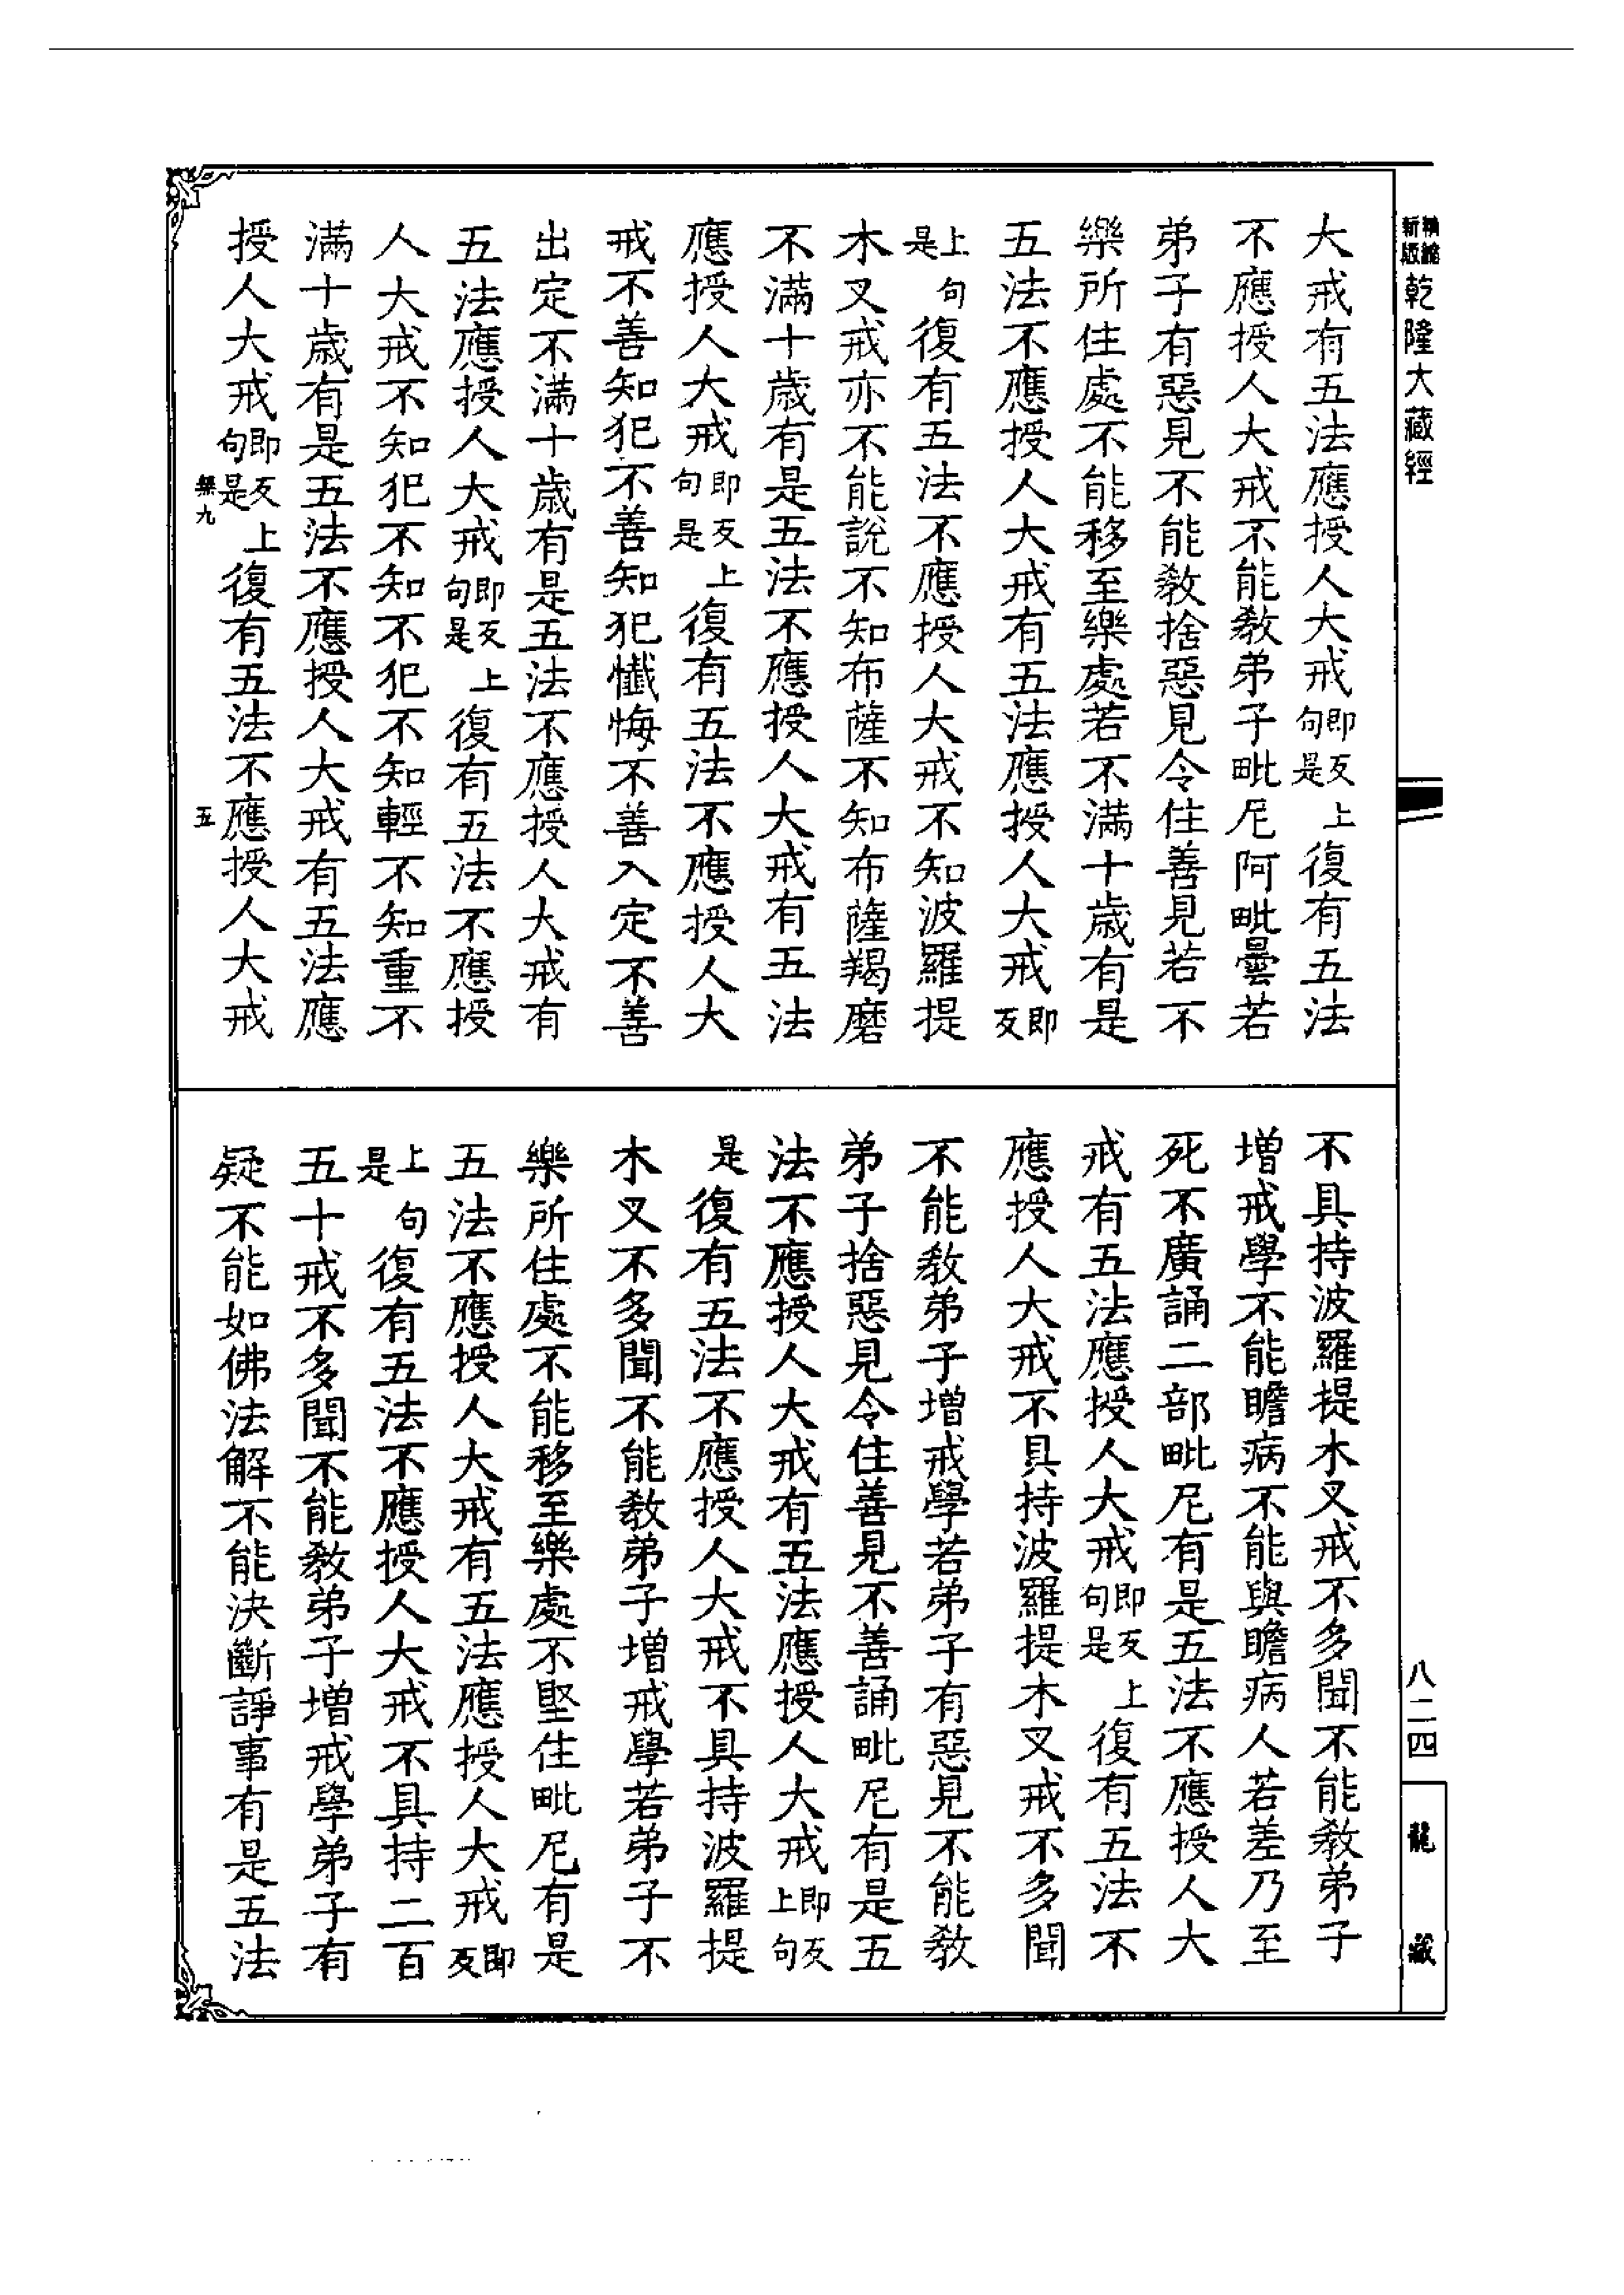 新版
精縮
乾隆大藏經
大戒有五法應授人大戒即反上句是復有五法
不應授人大戒不能教弟子毗尼阿毗曇若
弟子有惡見不能教捨惡見令住善見若不
樂所住處不能移至樂處若不滿十歲有是
五法不應授人大戒有五法應授人大戒即反
上句是復有五法不應授人大戒不知波羅提
木叉戒亦不能說不知布薩不知布薩羯磨
不滿十歲有是五法不應授人大戒有五法
應授人大戒即反上句是復有五法不應授人大
戒不善知犯不善知犯懺悔不善入定不善
出定不滿十歲有是五法不應授人大戒有
五法應授人大戒即反上句是復有五法不應授
人大戒不知犯不知不犯不知輕不知重不
滿十歲有是五法不應授人大戒有五法應
授人大戒即反上句是復有五法不應授人大戒
無九
五
不具持波羅提木叉戒不多聞不能教弟子
增戒學不能瞻病不能與瞻病人若差乃至
死不廣誦二部毗尼有是五法不應授人大
戒有五法應授人大戒即反上句是復有五法不
應授人大戒不具持波羅提木叉戒不多聞
不能教弟子增戒學若弟子有惡見不能教
弟子捨惡見令住善見不善誦毗尼有是五
法不應授人大戒有五法應授人大戒即反上句
是復有五法不應授人大戒不具持波羅提
木叉不多聞不能教弟子增戒學若弟子不
樂所住處不能移至樂處不堅住毗尼有是
五法不應授人大戒有五法應授人大戒即反
上句是復有五法不應授人大戒不具持二百
五十戒不多聞不能教弟子增戒學弟子有
疑不能如佛法解不能決斷諍事有是五法
八二四
龍藏